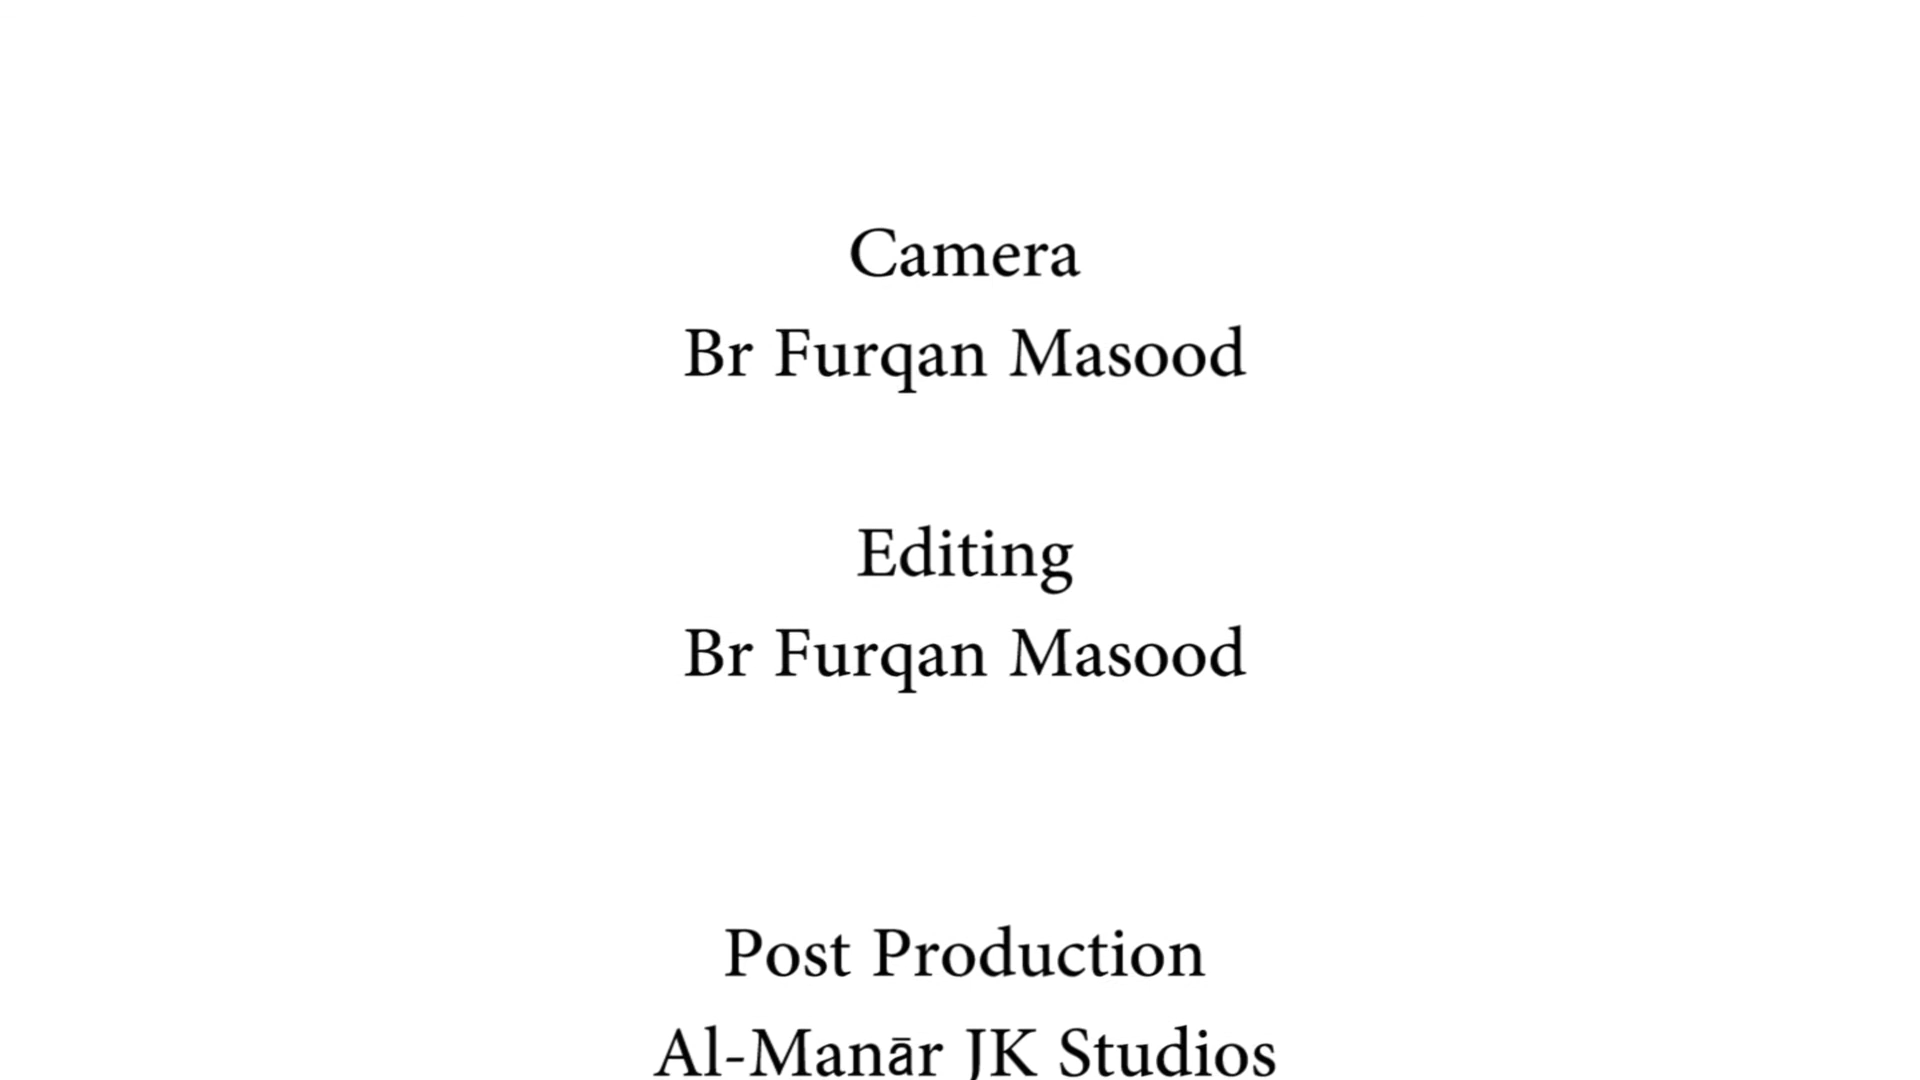 Camera
Br Furqan Masood
Editing
Br Furqan Masood
Post Production
Al-Manār JK Studios